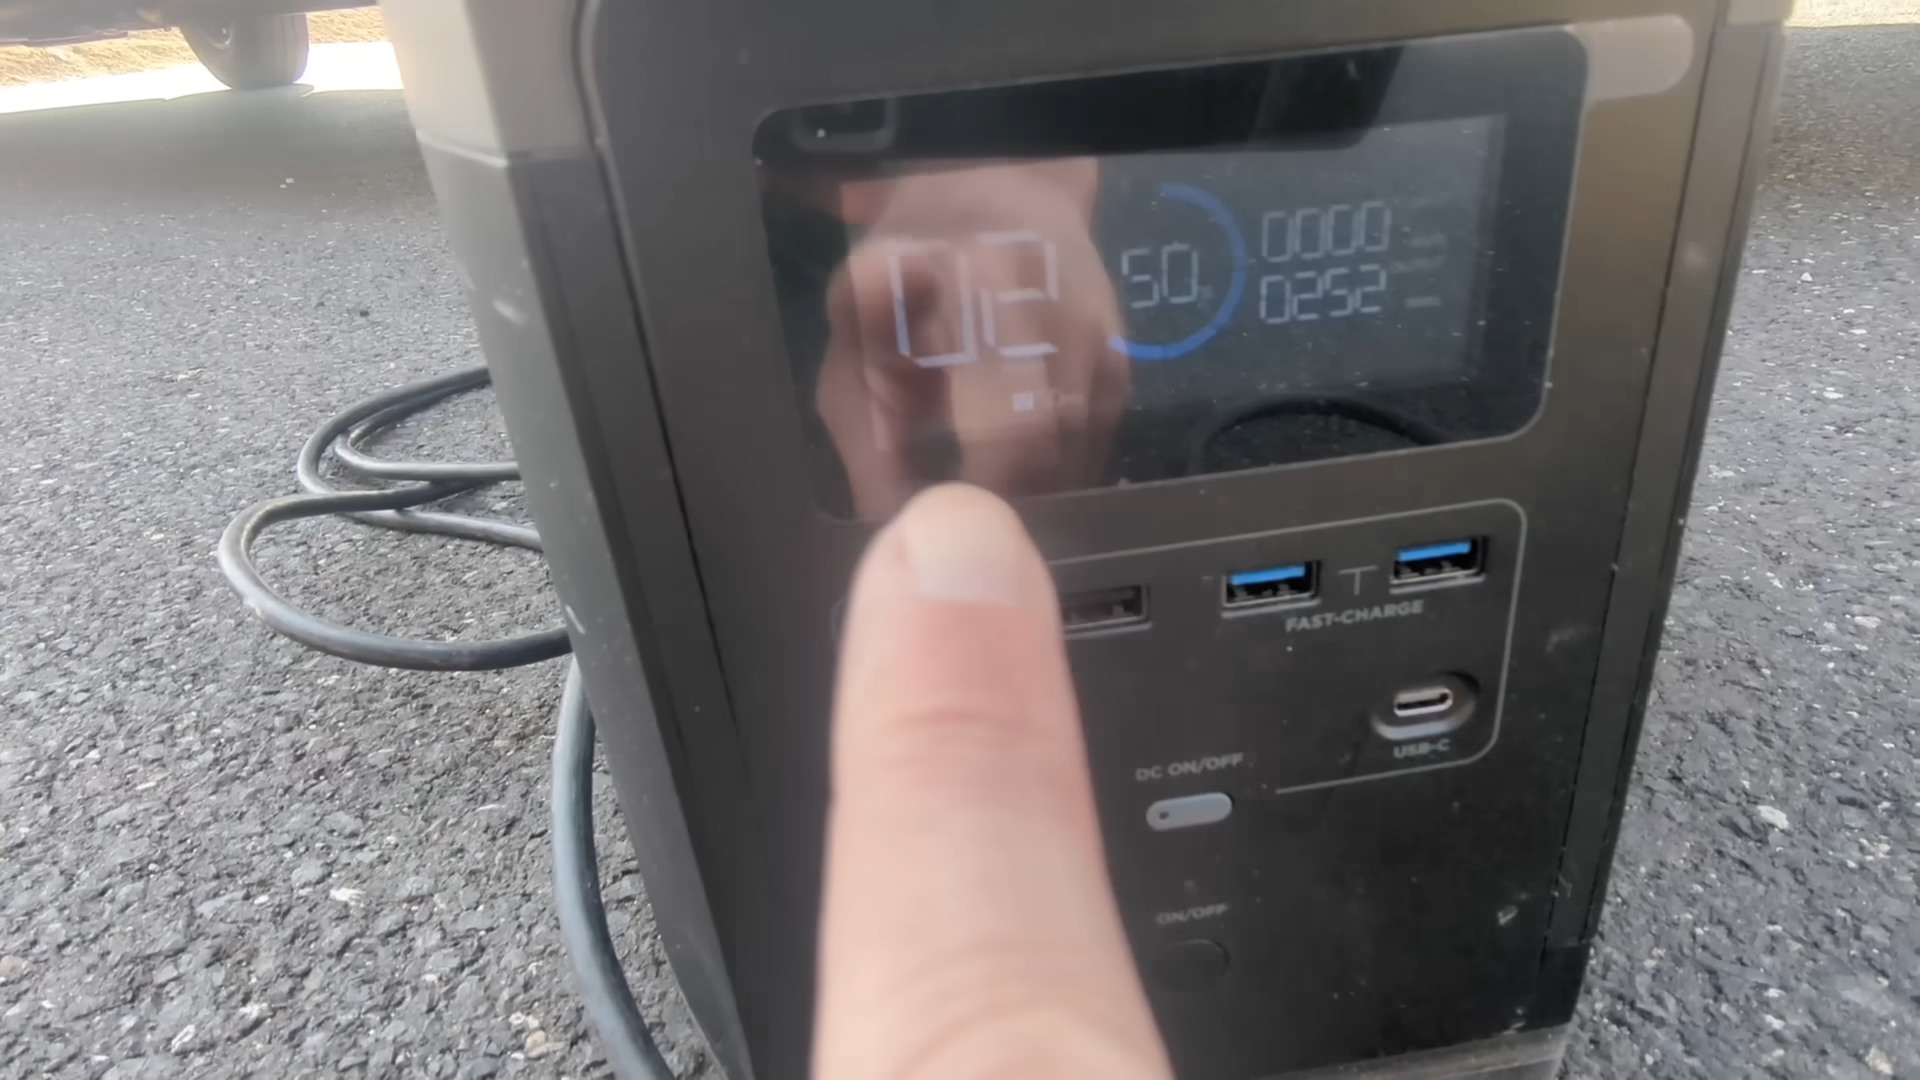 02
50
0000
0252
FAST-CHARGE
USB-C
DC ON/OFF
ON/OFF